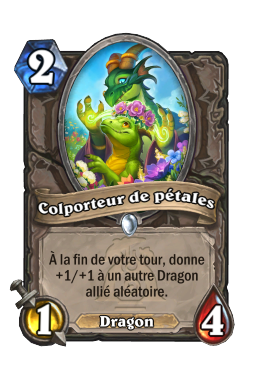 2
Colporteur de pétales
À la fin de votre tour, donne
+1/+1 à un autre Dragon
allié aléatoire.
1
Dragon
4